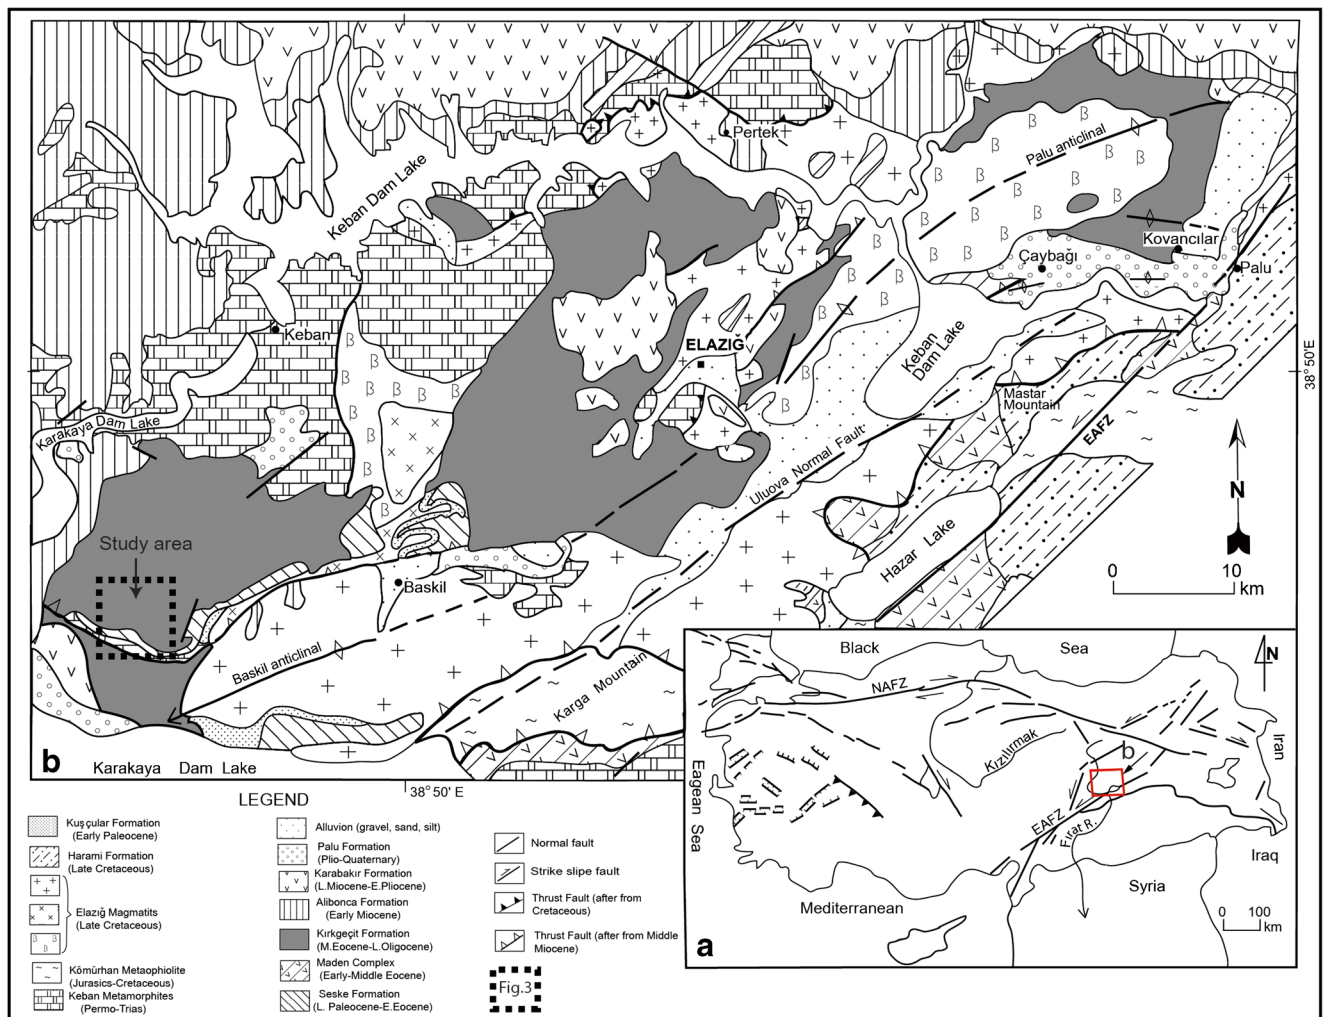 Pertek
Palu anticlinal
Keban Dam Lake
Kovancılar
Çaybağı
Palu
Keban
ELAZIĞ
Keban
Dam Lake
38° 50'E
Mastar
Mountain
Karakaya Dam Lake
EAFZ
Uluova Normal Fault
N
Study area
Hazar Lake
0 10
km
Baskil
Baskil anticlinal
Karga Mountain
b
Karakaya Dam Lake
38° 50' E
Black Sea
N
NAFZ
Kızılırmak
b
Iran
Eagean Sea
EAFZ
Fırat R.
Iraq
Syria
Mediterranean
0 100
km
a
LEGEND
Kuşçular Formation
(Early Paleocene)
Harami Formation
(Late Cretaceous)
Elazığ Magmatits
(Late Cretaceous)
Kömürhan Metaophiolite
(Jurasics-Cretaceous)
Keban Metamorphites
(Permo-Trias)
Alluvion (gravel, sand, silt)
Palu Formation
(Plio-Quaternary)
Karabakır Formation
(L.Miocene-E.Pliocene)
Alibonca Formation
(Early Miocene)
Kırkgeçit Formation
(M.Eocene-L.Oligocene)
Maden Complex
(Early-Middle Eocene)
Seske Formation
(L. Paleocene-E.Eocene)
Normal fault
Strike slipe fault
Thrust Fault (after from
Cretaceous)
Thrust Fault (after from Middle
Miocene)
Fig.3